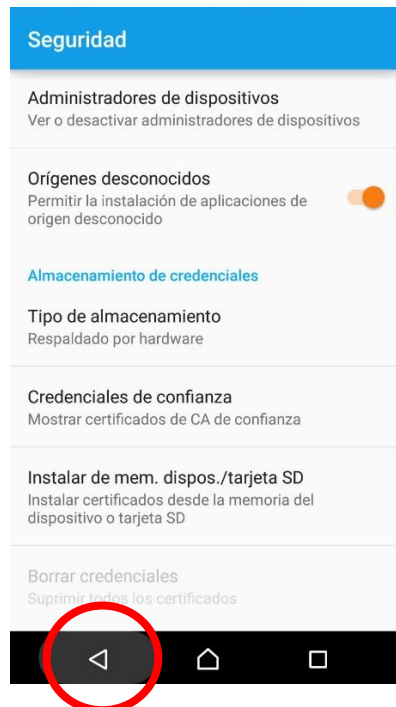 Seguridad
Administradores de dispositivos
Ver o desactivar administradores de dispositivos
Orígenes desconocidos
Permitir la instalación de aplicaciones de
origen desconocido
Almacenamiento de credenciales
Tipo de almacenamiento
Respaldado por hardware
Credenciales de confianza
Mostrar certificados de CA de confianza
Instalar de mem. dispos./tarjeta SD
Instalar certificados desde la memoria del
dispositivo o tarjeta SD
Borrar credenciales
Suprimir todos los certificados